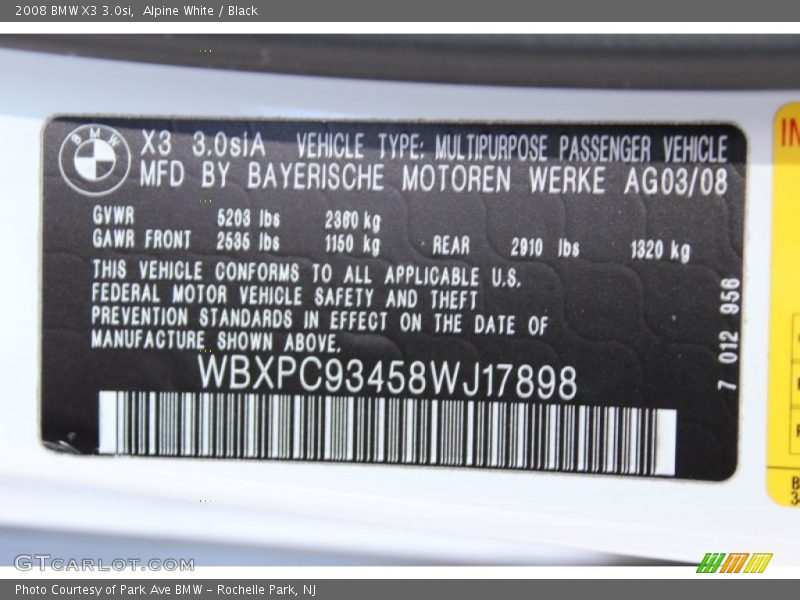 2008 BMW X3 3.0si, Alpine White / Black
BMW
X3 3.0siA VEHICLE TYPE: MULTIPURPOSE PASSENGER VEHICLE
MFD BY BAYERISCHE MOTOREN WERKE AG03/08
GVWR 5203 lbs 2360 kg
GAWR FRONT 2535 lbs 1150 kg REAR 2910 lbs 1320 kg
THIS VEHICLE CONFORMS TO ALL APPLICABLE U.S.
FEDERAL MOTOR VEHICLE SAFETY AND THEFT
PREVENTION STANDARDS IN EFFECT ON THE DATE OF
MANUFACTURE SHOWN ABOVE.
WBXPC93458WJ17898
7 012 956
GTCARLOT.COM
Photo Courtesy of Park Ave BMW - Rochelle Park, NJ